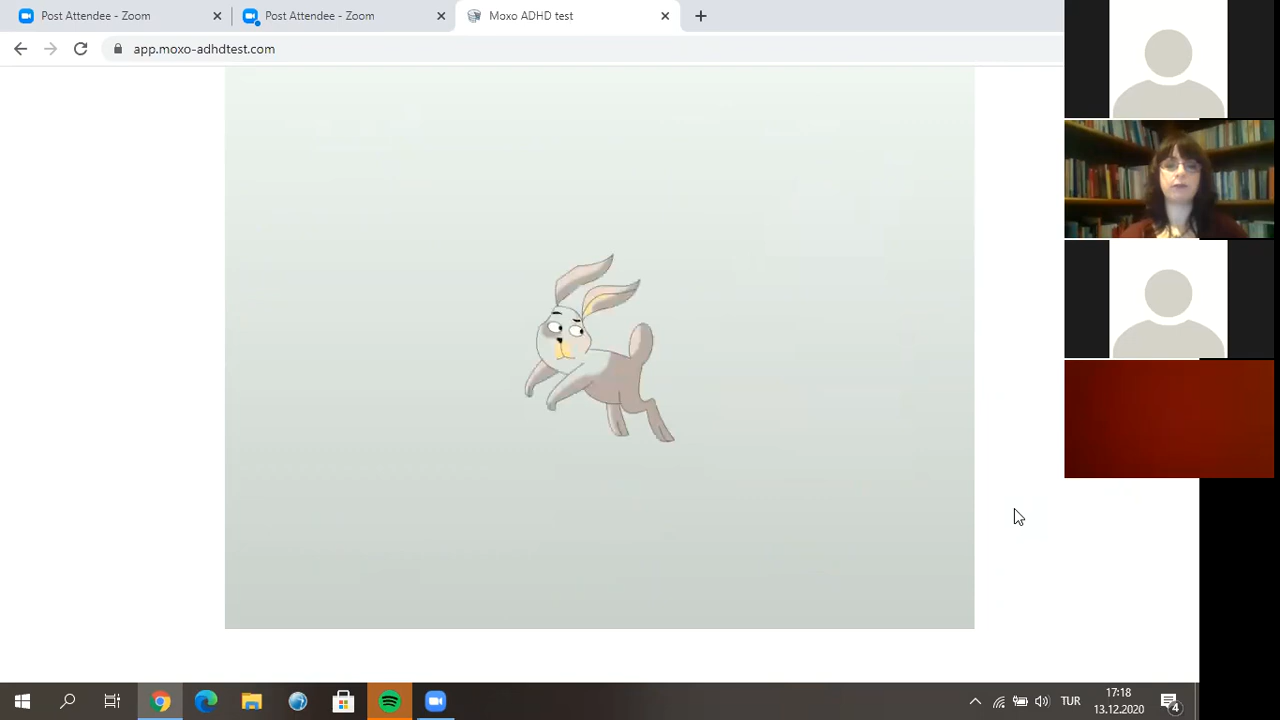 Post Attendee - Zoom
Post Attendee - Zoom
Moxo ADHD test
app.moxo-adhdtest.com
TUR
17:18
13.12.2020
4